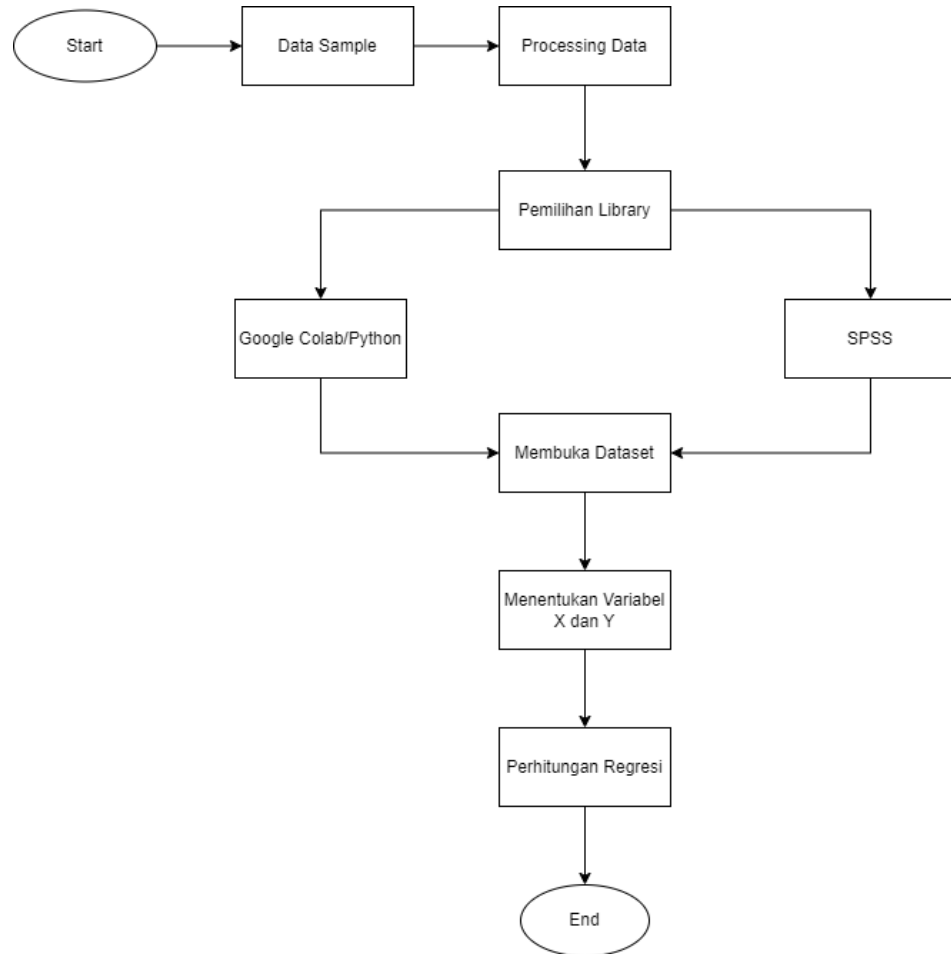 Start
Data Sample
Processing Data
Pemilihan Library
Google Colab/Python
SPSS
Membuka Dataset
Menentukan Variabel
X dan Y
Perhitungan Regresi
End